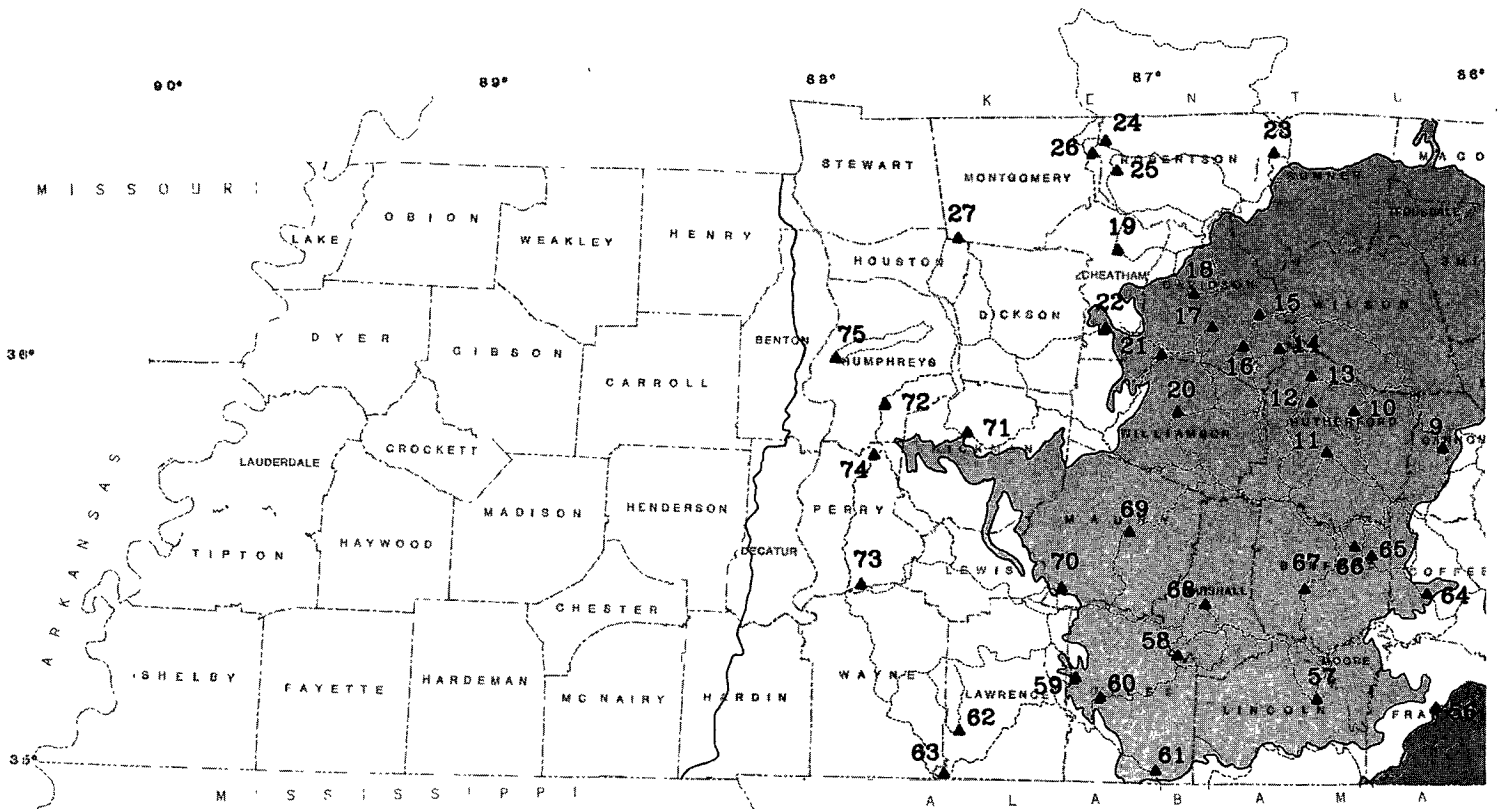 90° 89° 88° 87° 86°
K E N T U
24 23
26
STEWART ROBERTSON MACO
MISSOURI
MONTGOMERY 25 SUMNER
27
OBION
LAKE WEAKLEY HENRY 19
HOUSTON
CHEATHAM 18
DAVIDSON
22 15 WILSON
DICKSON 17
DYER
BENTON 75
36° GIBSON 21 16 14
HUMPHREYS
CARROLL 13
20 12 10
72
RUTHERFORD
71 WILLIAMSON 11 9
CROCKETT
LAUDERDALE 74
HENDERSON PERRY
MADISON 69
MAURY
ARKANSAS
HAYWOOD
TIPTON DECATUR 65
73 LEWIS 70 67 66 COFFEE
68 64
CHESTER
58
MOORE
SHELBY FAYETTE HARDEMAN WAYNE 57
MC NAIRY HARDIN LAWRENCE 59 60
LINCOLN FRA 56
62
63 61
35°
MISSISSIPPI ALABAMA